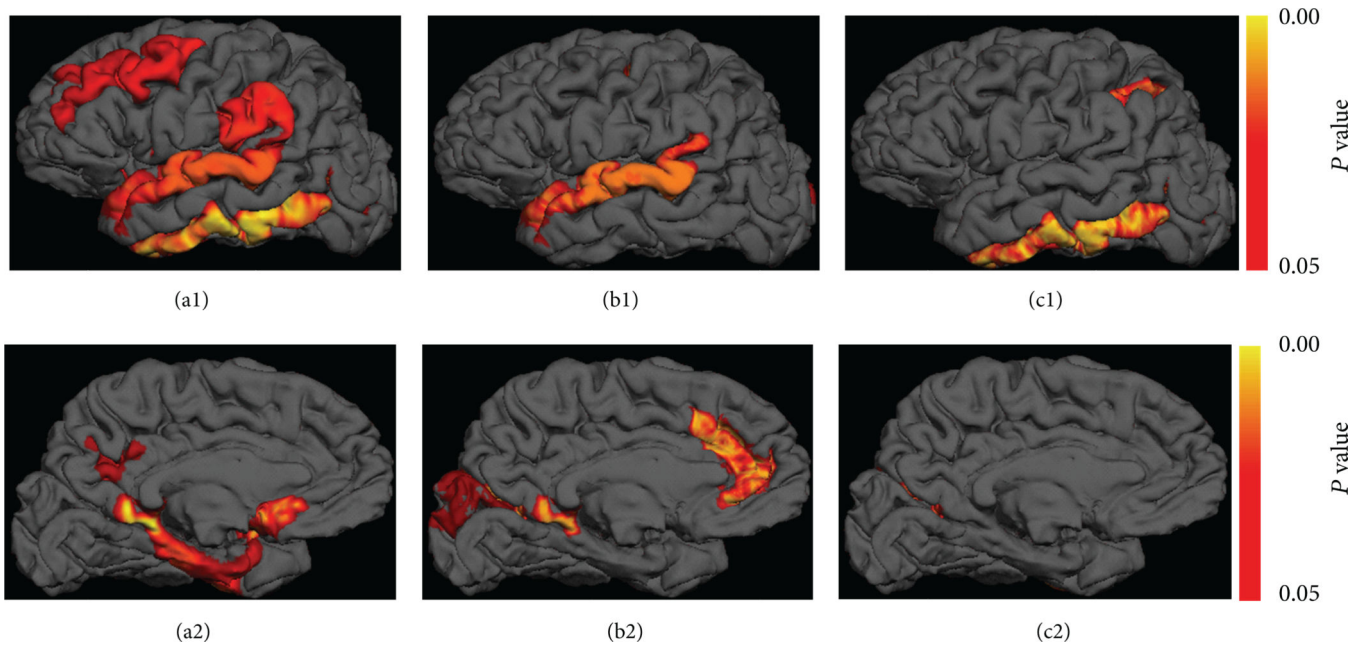 0.00
P value
0.05
(a1)
(b1)
(c1)
0.00
P value
0.05
(a2)
(b2)
(c2)